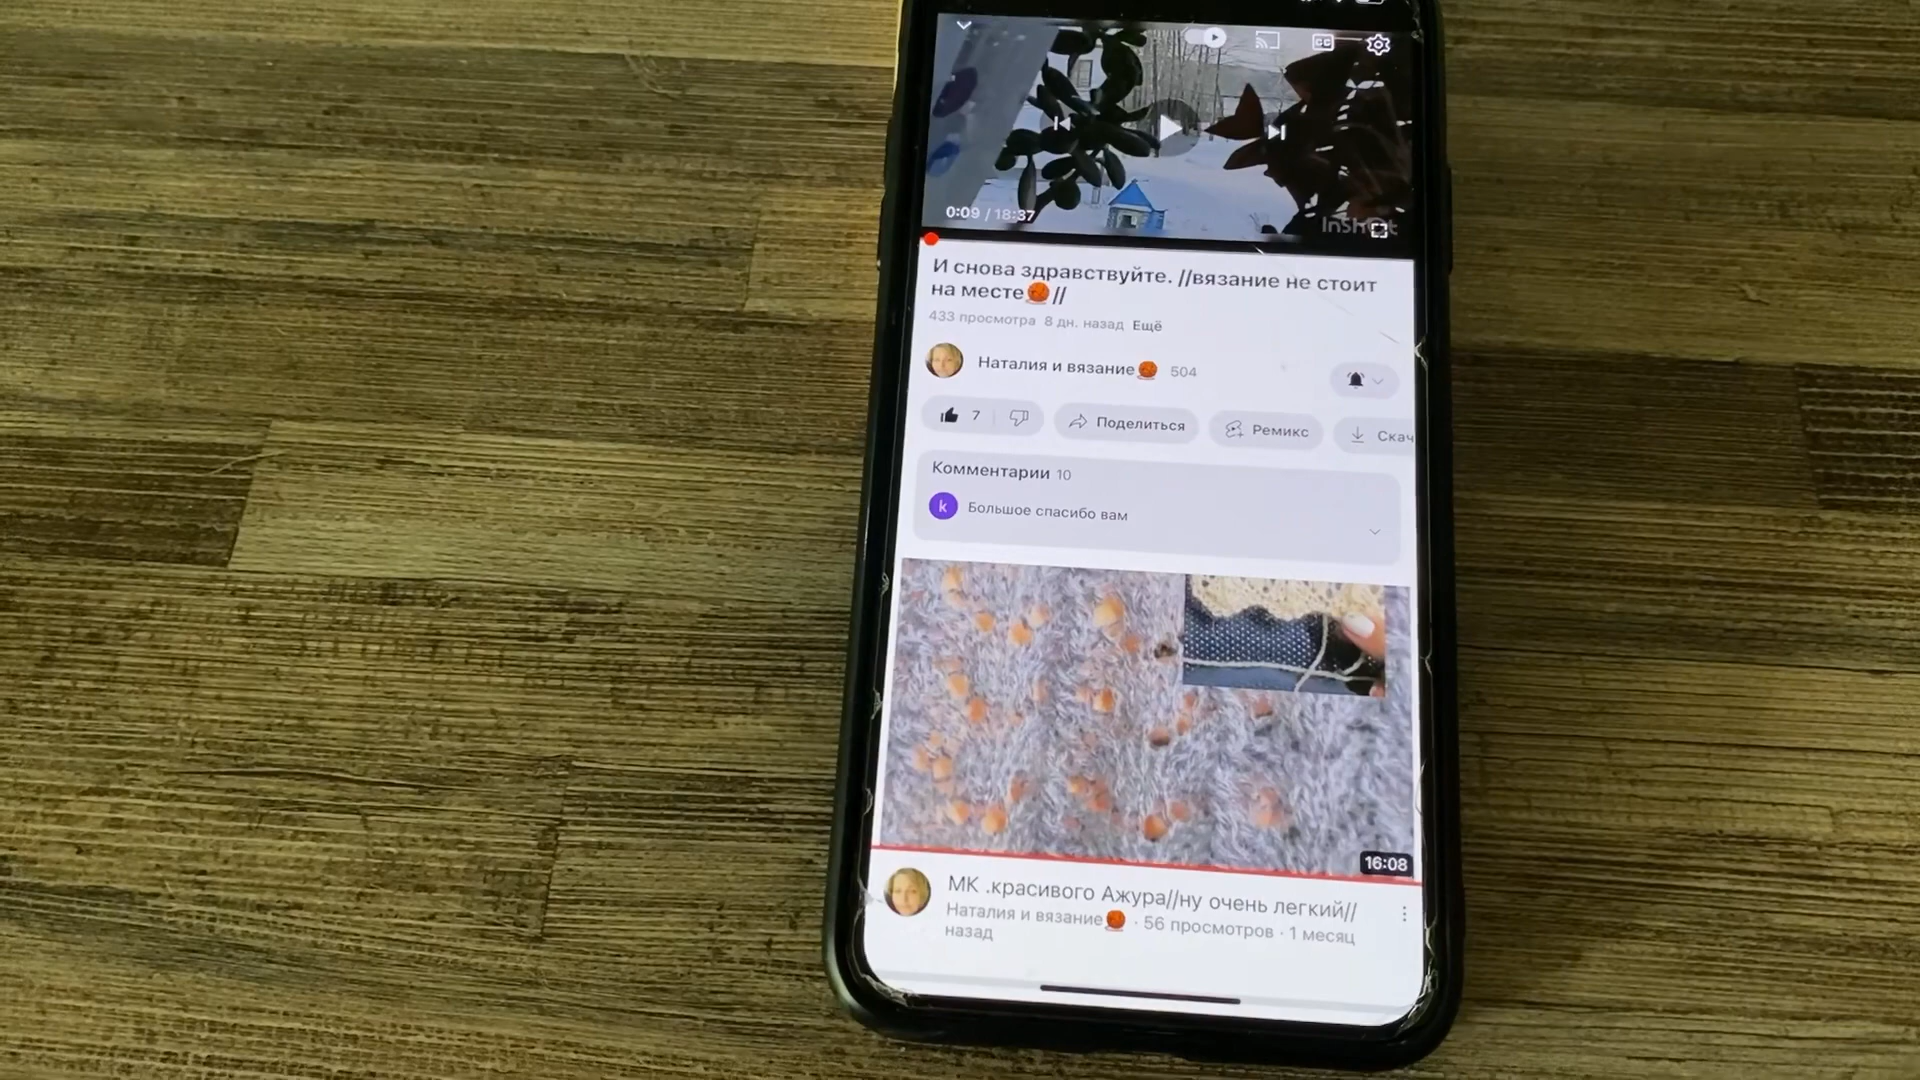 CC
0:09 / 18:37
InShot
И снова здравствуйте. //вязание не стоит
на месте //
433 просмотра 8 дн. назад Ещё
Наталия и вязание 504
7 Поделиться Ремикс Скач
Комментарии 10
k Большое спасибо вам
16:08
МК .красивого Ажура//ну очень легкий//
Наталия и вязание · 56 просмотров · 1 месяц
назад